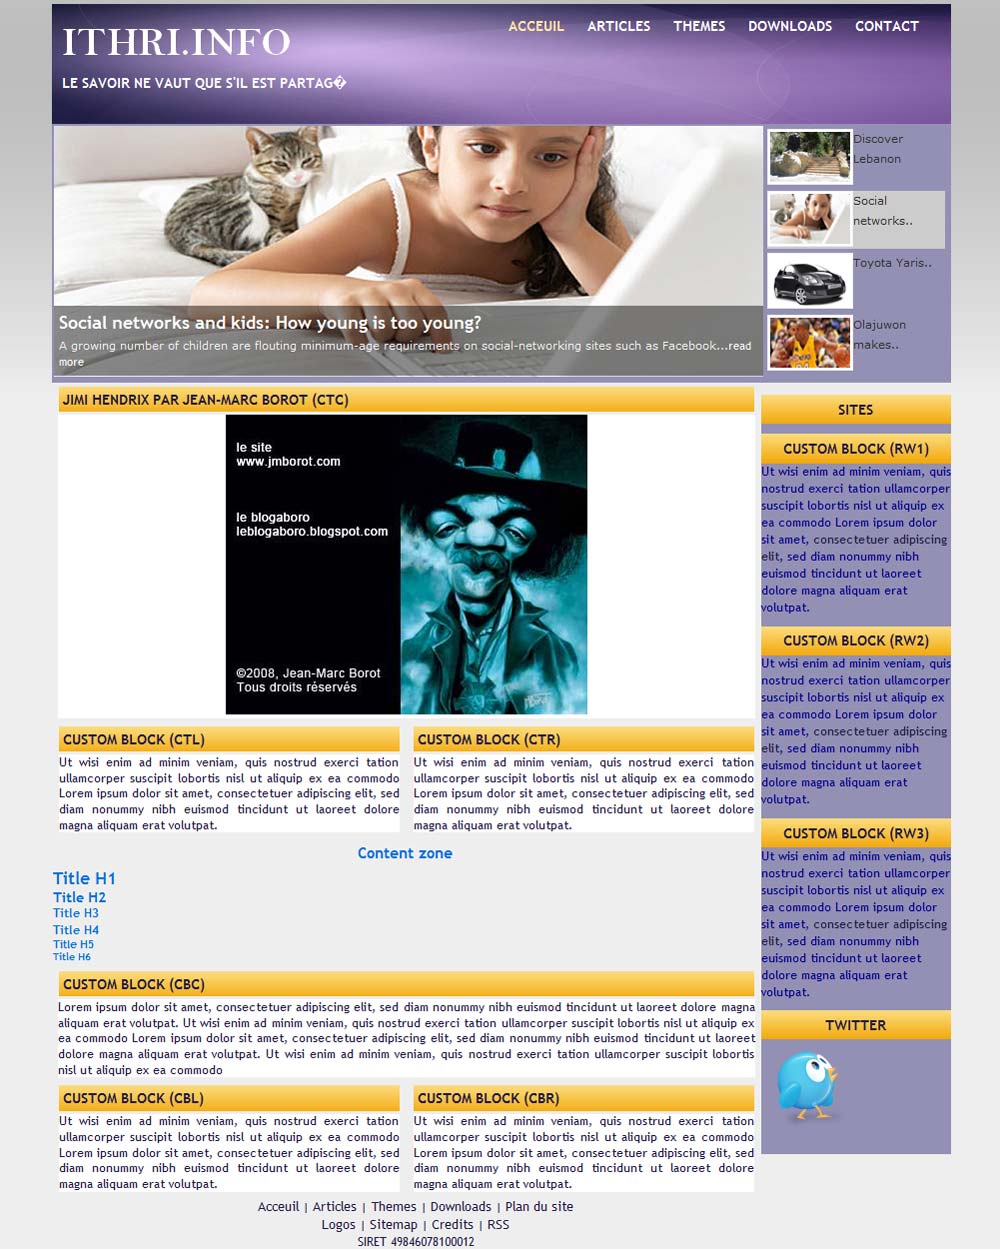 ITHRI.INFO
ACCEUIL ARTICLES THEMES DOWNLOADS CONTACT
LE SAVOIR NE VAUT QUE S'IL EST PARTAG�
Social networks and kids: How young is too young?
A growing number of children are flouting minimum-age requirements on social-networking sites such as Facebook...read
more
Discover
Lebanon
Social
networks..
Toyota Yaris..
Olajuwon
makes..
JIMI HENDRIX PAR JEAN-MARC BOROT (CTC)
le site
www.jmborot.com
le blogaboro
leblogaboro.blogspot.com
©2008, Jean-Marc Borot
Tous droits réservés
CUSTOM BLOCK (CTL)
Ut wisi enim ad minim veniam, quis nostrud exerci tation
ullamcorper suscipit lobortis nisl ut aliquip ex ea commodo
Lorem ipsum dolor sit amet, consectetuer adipiscing elit, sed
diam nonummy nibh euismod tincidunt ut laoreet dolore
magna aliquam erat volutpat.
CUSTOM BLOCK (CTR)
Ut wisi enim ad minim veniam, quis nostrud exerci tation
ullamcorper suscipit lobortis nisl ut aliquip ex ea commodo
Lorem ipsum dolor sit amet, consectetuer adipiscing elit, sed
diam nonummy nibh euismod tincidunt ut laoreet dolore
magna aliquam erat volutpat.
Content zone
Title H1
Title H2
Title H3
Title H4
Title H5
Title H6
CUSTOM BLOCK (CBC)
Lorem ipsum dolor sit amet, consectetuer adipiscing elit, sed diam nonummy nibh euismod tincidunt ut laoreet dolore magna
aliquam erat volutpat. Ut wisi enim ad minim veniam, quis nostrud exerci tation ullamcorper suscipit lobortis nisl ut aliquip ex
ea commodo Lorem ipsum dolor sit amet, consectetuer adipiscing elit, sed diam nonummy nibh euismod tincidunt ut laoreet
dolore magna aliquam erat volutpat. Ut wisi enim ad minim veniam, quis nostrud exerci tation ullamcorper suscipit lobortis
nisl ut aliquip ex ea commodo
CUSTOM BLOCK (CBL)
Ut wisi enim ad minim veniam, quis nostrud exerci tation
ullamcorper suscipit lobortis nisl ut aliquip ex ea commodo
Lorem ipsum dolor sit amet, consectetuer adipiscing elit, sed
diam nonummy nibh euismod tincidunt ut laoreet dolore
magna aliquam erat volutpat.
CUSTOM BLOCK (CBR)
Ut wisi enim ad minim veniam, quis nostrud exerci tation
ullamcorper suscipit lobortis nisl ut aliquip ex ea commodo
Lorem ipsum dolor sit amet, consectetuer adipiscing elit, sed
diam nonummy nibh euismod tincidunt ut laoreet dolore
magna aliquam erat volutpat.
SITES
CUSTOM BLOCK (RW1)
Ut wisi enim ad minim veniam, quis
nostrud exerci tation ullamcorper
suscipit lobortis nisl ut aliquip ex
ea commodo Lorem ipsum dolor
sit amet, consectetuer adipiscing
elit, sed diam nonummy nibh
euismod tincidunt ut laoreet
dolore magna aliquam erat
volutpat.
CUSTOM BLOCK (RW2)
Ut wisi enim ad minim veniam, quis
nostrud exerci tation ullamcorper
suscipit lobortis nisl ut aliquip ex
ea commodo Lorem ipsum dolor
sit amet, consectetuer adipiscing
elit, sed diam nonummy nibh
euismod tincidunt ut laoreet
dolore magna aliquam erat
volutpat.
CUSTOM BLOCK (RW3)
Ut wisi enim ad minim veniam, quis
nostrud exerci tation ullamcorper
suscipit lobortis nisl ut aliquip ex
ea commodo Lorem ipsum dolor
sit amet, consectetuer adipiscing
elit, sed diam nonummy nibh
euismod tincidunt ut laoreet
dolore magna aliquam erat
volutpat.
TWITTER
Acceuil | Articles | Themes | Downloads | Plan du site
Logos | Sitemap | Credits | RSS
SIRET 49846078100012